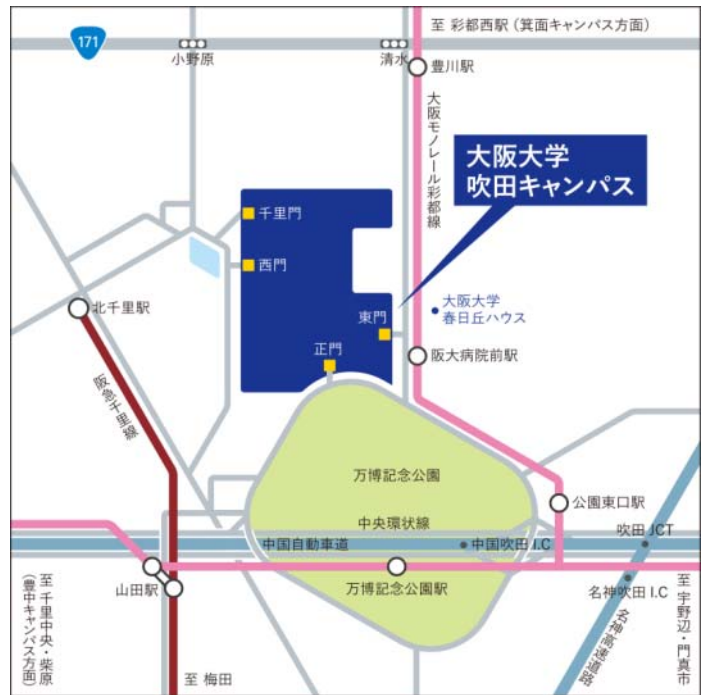 至 彩都西駅 (箕面キャンパス方面)
171
小野原
清水
豊川駅
大阪モノレール彩都線
大阪大学
吹田キャンパス
千里門
西門
大阪大学
春日丘ハウス
北千里駅
東門
正門
阪大病院前駅
阪急千里線
万博記念公園
公園東口駅
中央環状線
中国自動車道
中国吹田 I.C
吹田 JCT
山田駅
万博記念公園駅
名神吹田 I.C
至 千里中央・柴原
(豊中キャンパス方面)
名神高速道路
至 宇野辺・門真市
至 梅田